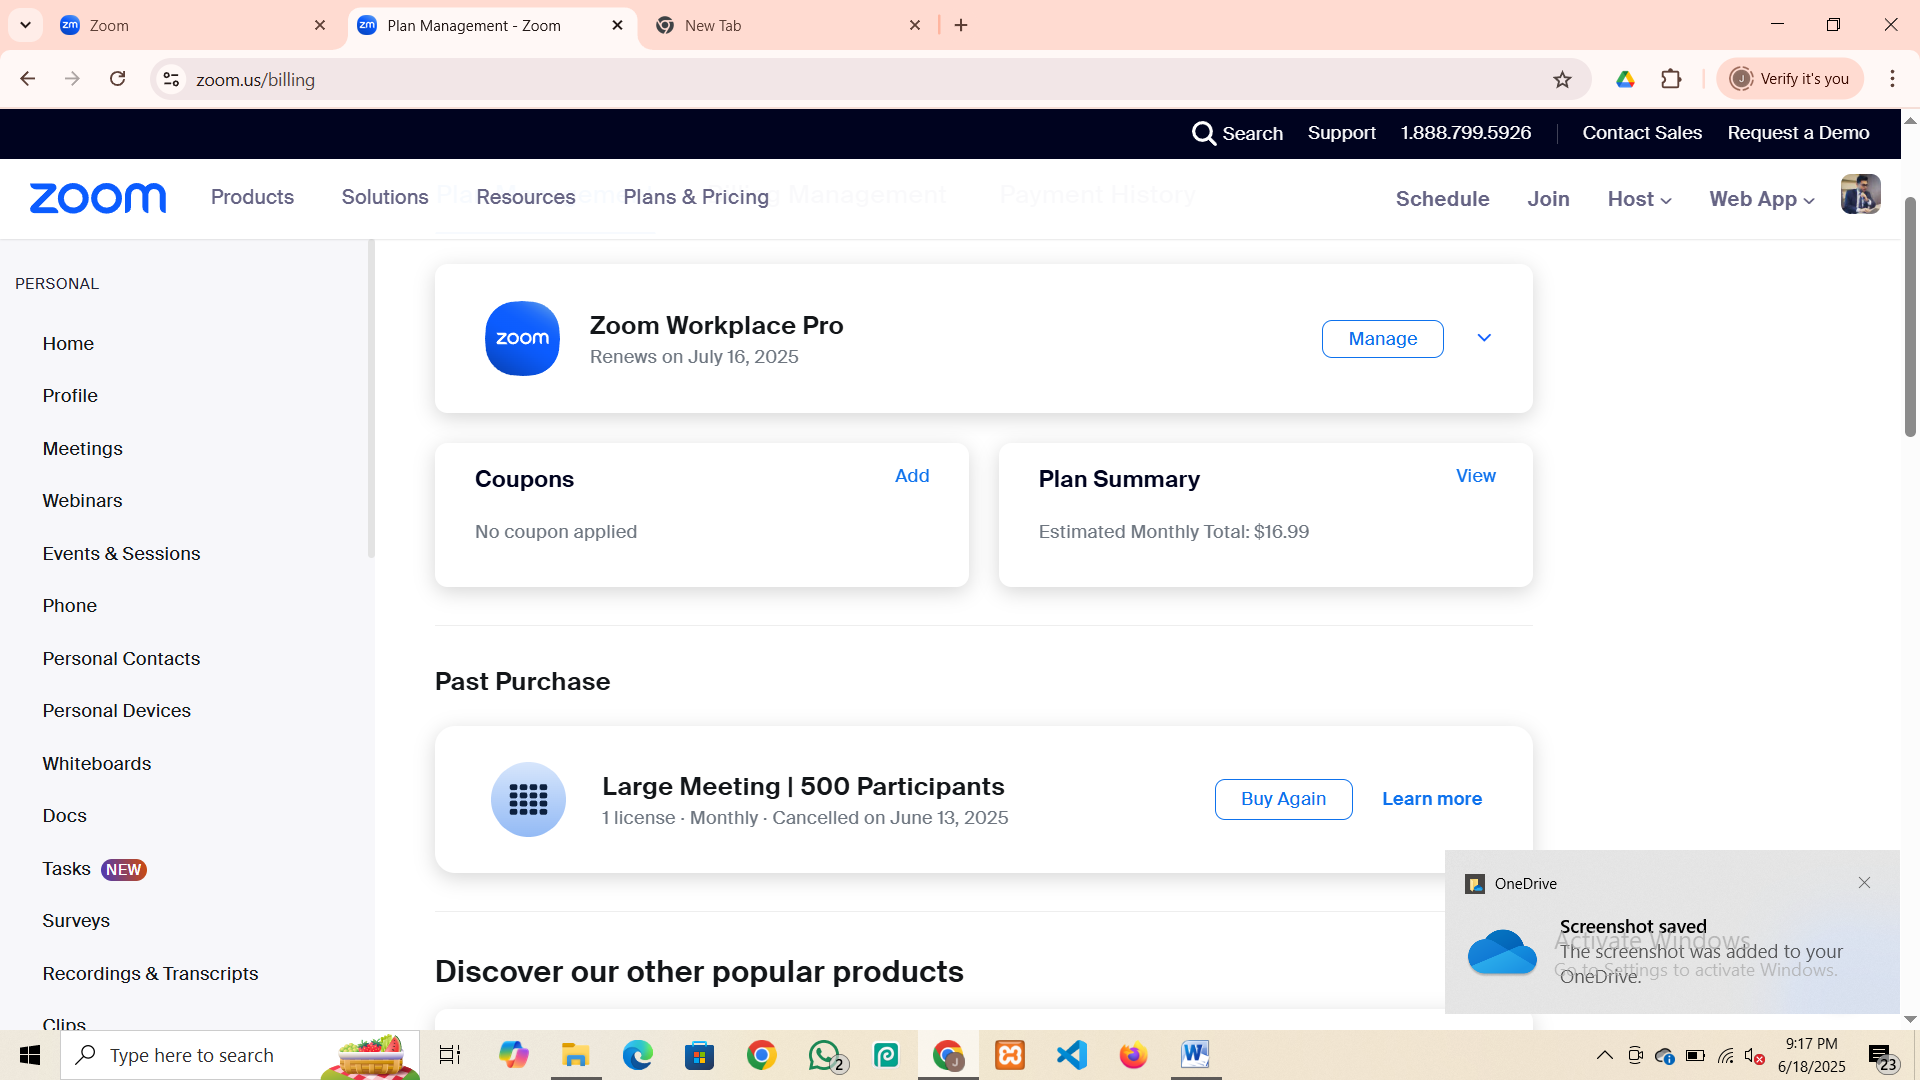 Zoom
Plan Management - Zoom
New Tab
zoom.us/billing
Verify it's you
Search
Support
1.888.799.5926
Contact Sales
Request a Demo
zoom
Products
Solutions
Resources
Plans & Pricing
Management
Payment History
Schedule
Join
Host
Web App
PERSONAL
Home
Profile
Meetings
Webinars
Events & Sessions
Phone
Personal Contacts
Personal Devices
Whiteboards
Docs
Tasks NEW
Surveys
Recordings & Transcripts
Clips
zoom
Zoom Workplace Pro
Renews on July 16, 2025
Manage
Coupons
Add
No coupon applied
Plan Summary
View
Estimated Monthly Total: $16.99
Past Purchase
Large Meeting | 500 Participants
1 license · Monthly · Cancelled on June 13, 2025
Buy Again
Learn more
Discover our other popular products
OneDrive
Screenshot saved
The screenshot was added to your
OneDrive.
Activate Windows
Go to Settings to activate Windows.
Type here to search
2
9:17 PM
6/18/2025
23